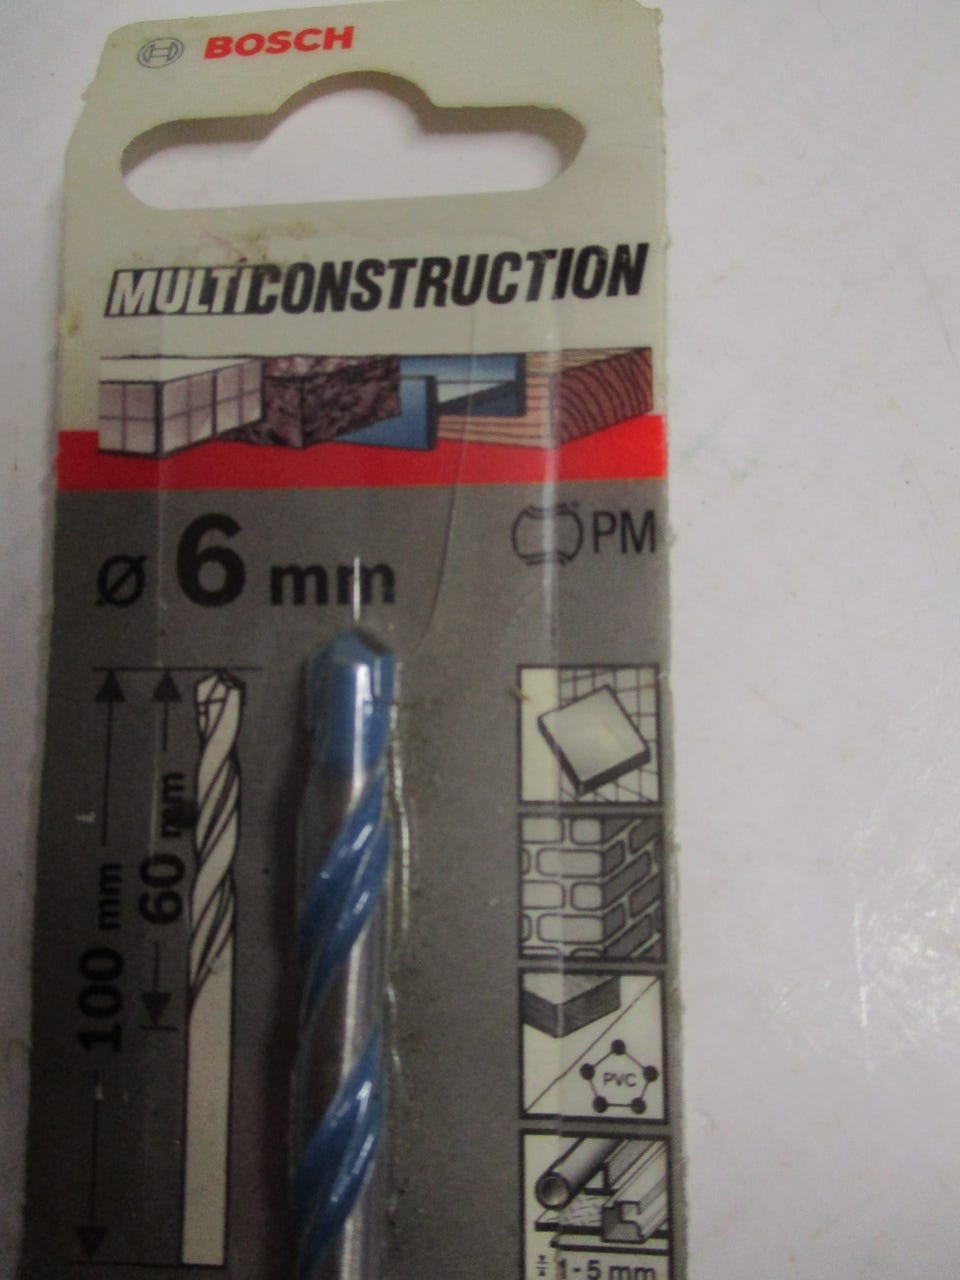 BOSCH
MULTICONSTRUCTION
Ø 6 mm
PM
100 mm
60 mm
PVC
1-5 mm